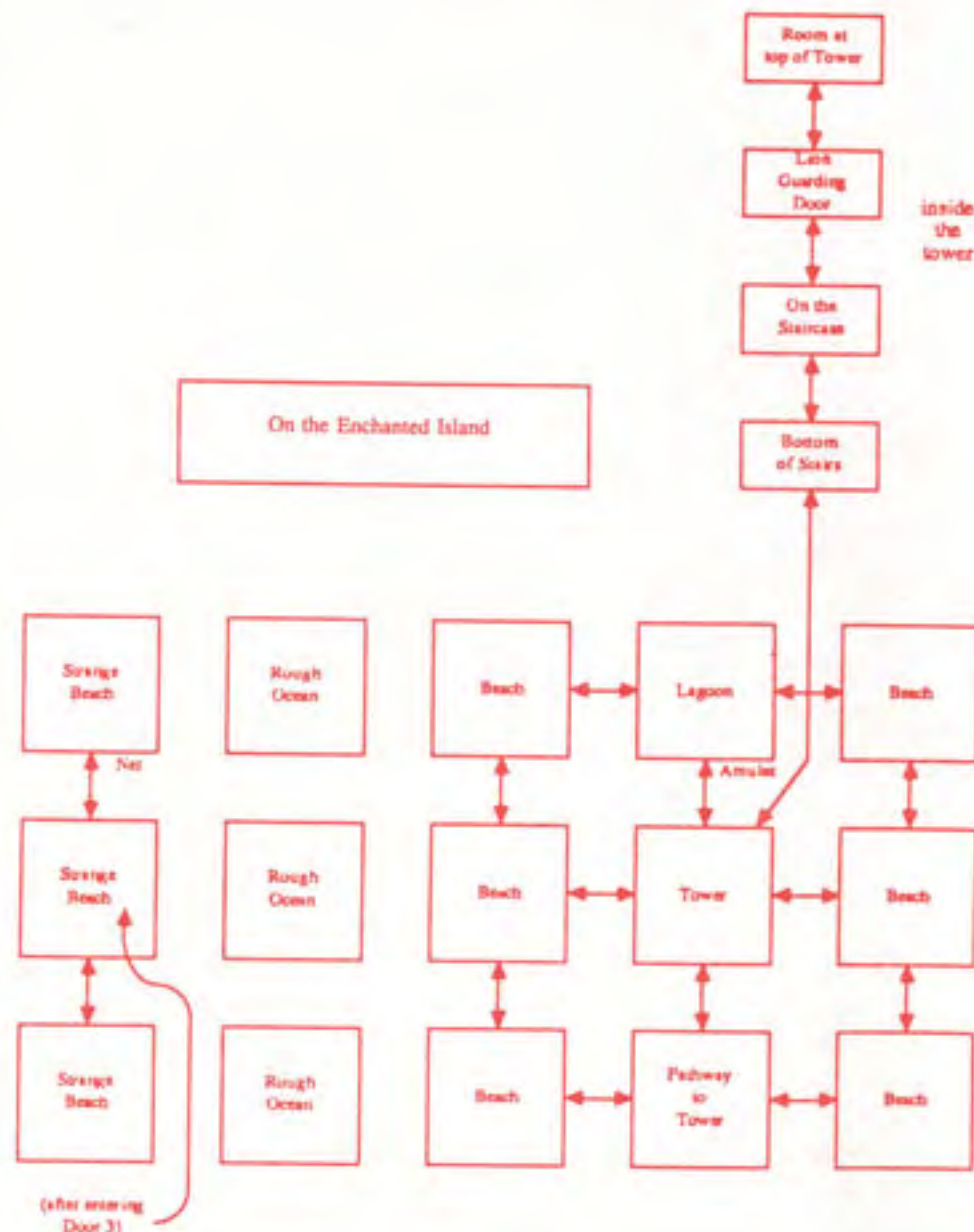 Room at
top of Tower
Lion
Guarding
Door
inside
the
tower
On the
Staircase
On the Enchanted Island
Bottom
of Stairs
Strange
Beach
Rough
Ocean
Beach
Lagoon
Beach
Net
Amulet
Strange
Beach
Rough
Ocean
Beach
Tower
Beach
Strange
Beach
Rough
Ocean
Beach
Pathway
to
Tower
Beach
(after entering
Door 3)